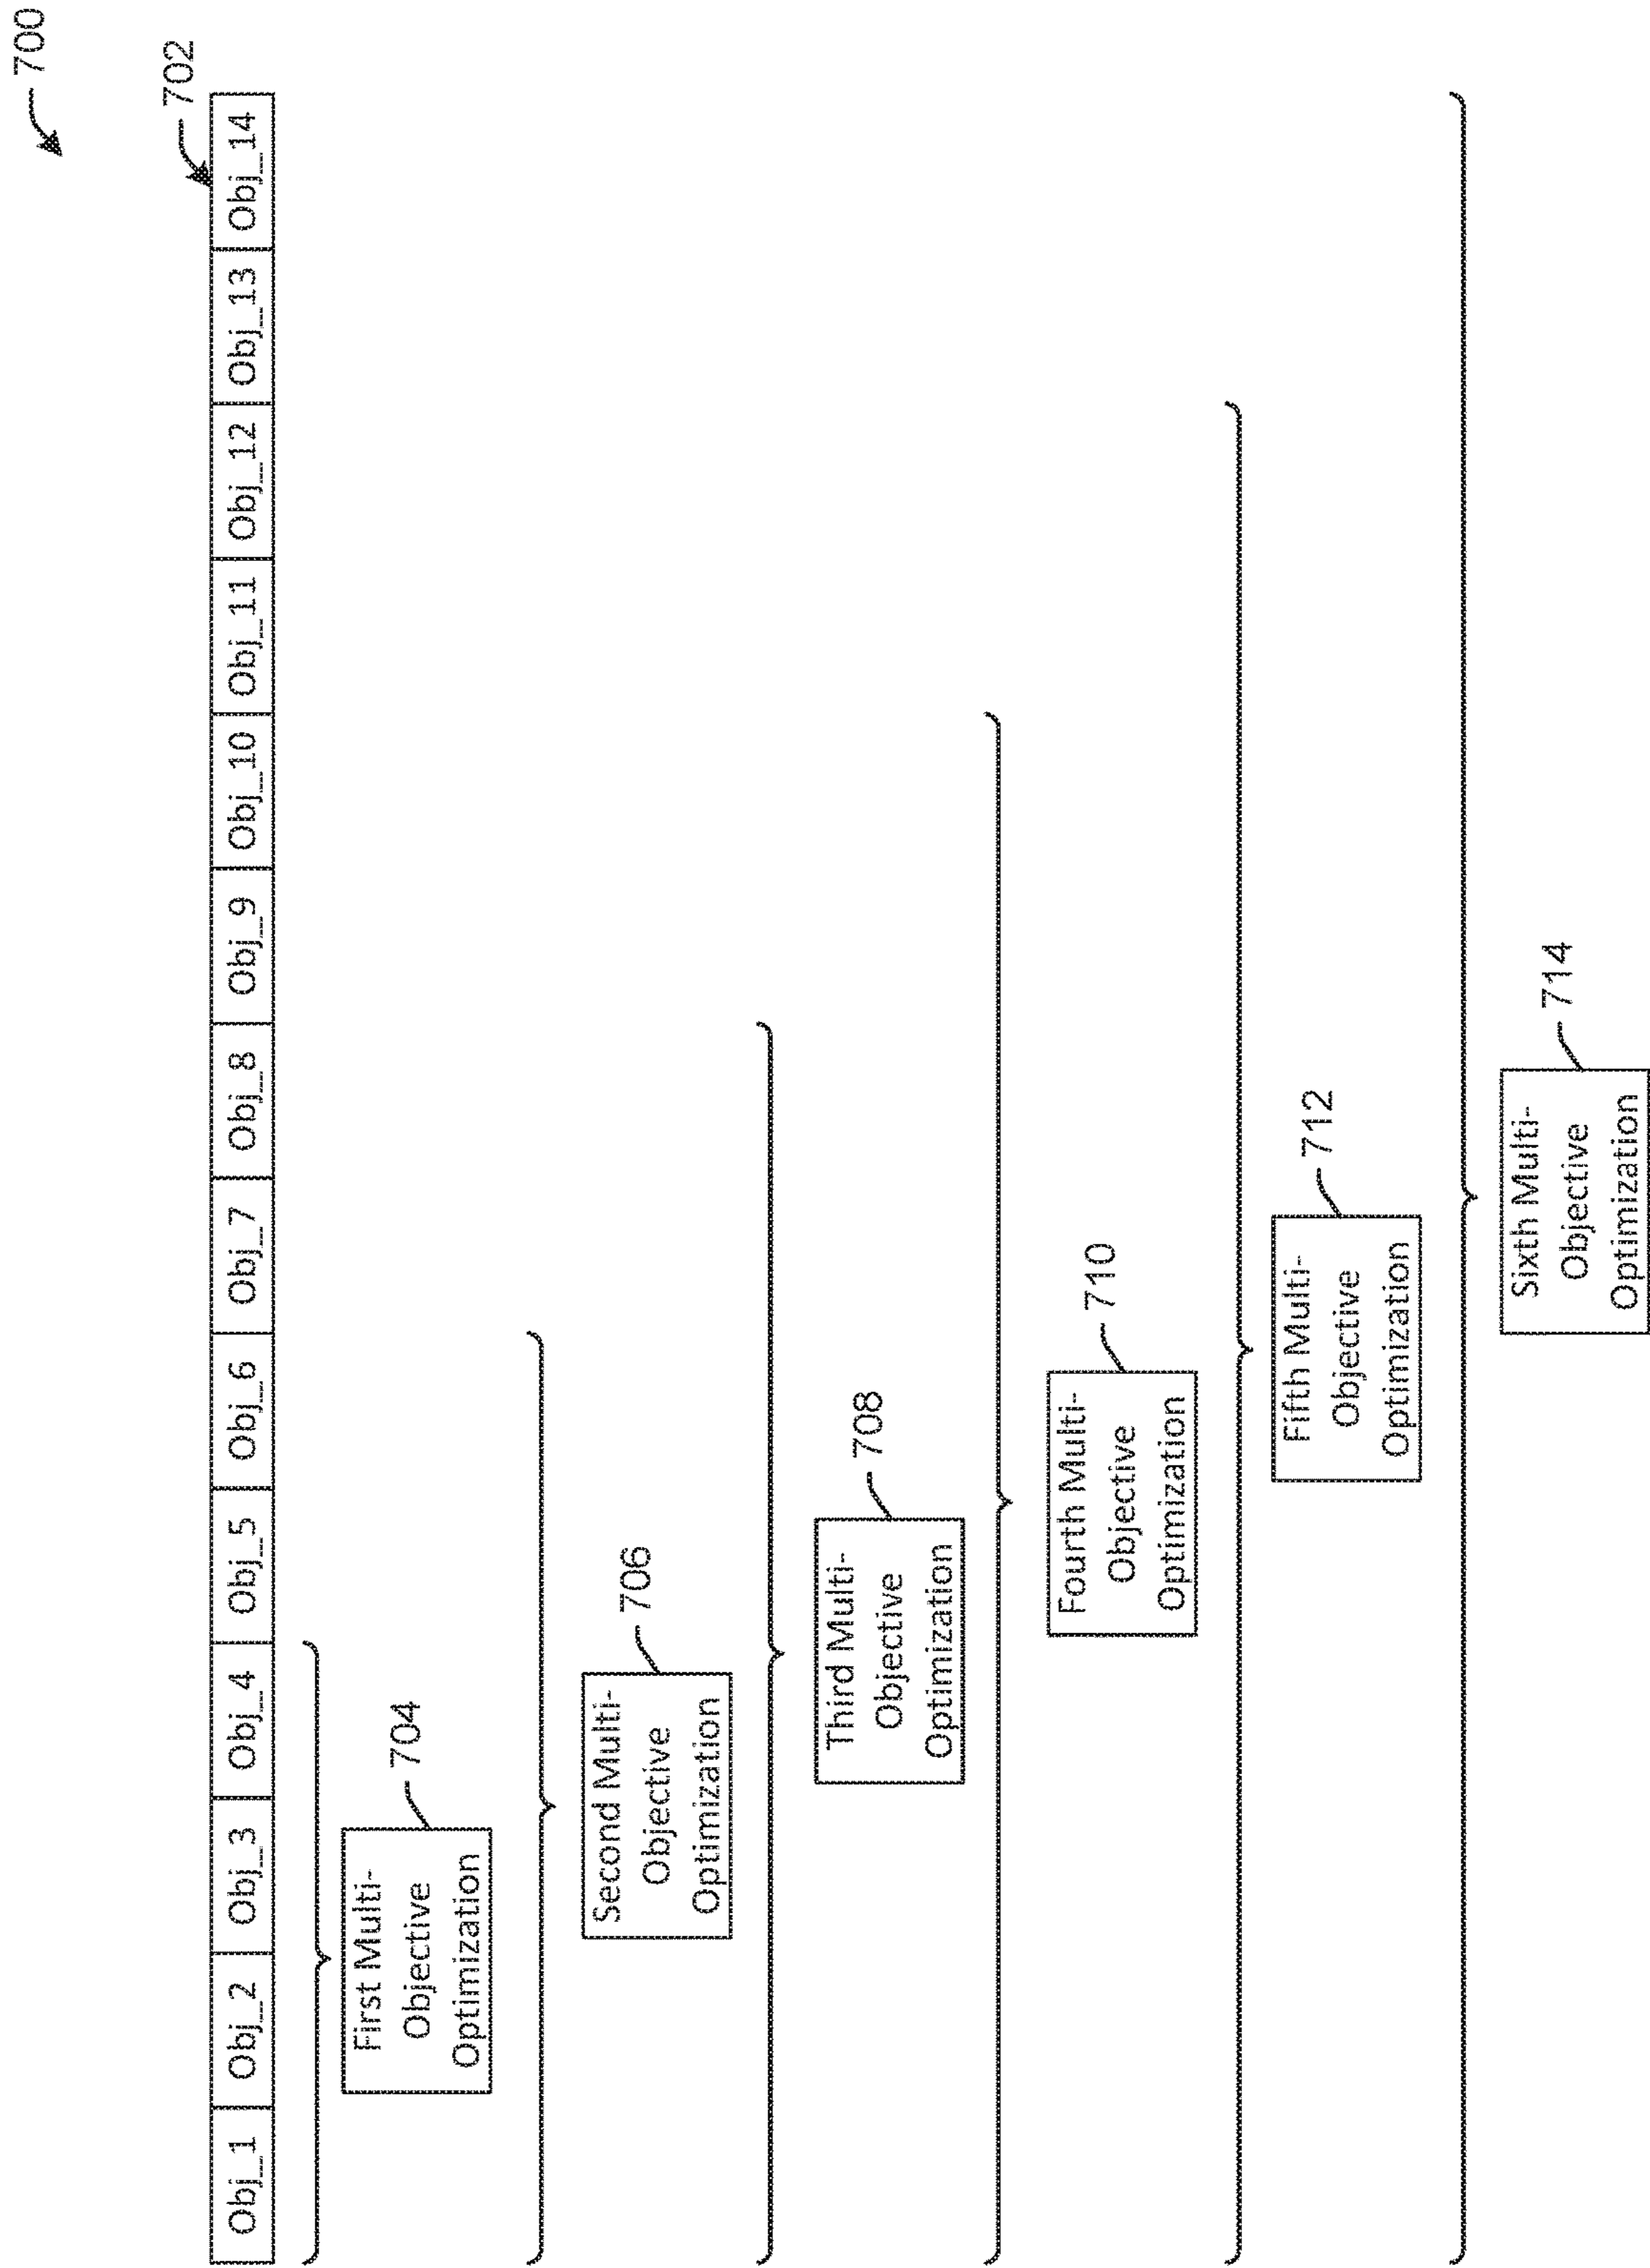 700
702
Obj_1 Obj_2 Obj_3 Obj_4 Obj_5 Obj_6 Obj_7 Obj_8 Obj_9 Obj_10 Obj_11 Obj_12 Obj_13 Obj_14
704
First Multi-
Objective
Optimization
706
Second Multi-
Objective
Optimization
708
Third Multi-
Objective
Optimization
710
Fourth Multi-
Objective
Optimization
712
Fifth Multi-
Objective
Optimization
714
Sixth Multi-
Objective
Optimization